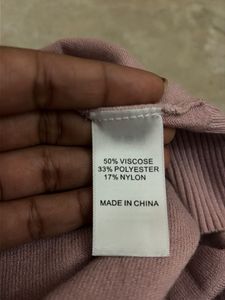 50% VISCOSE
33% POLYESTER
17% NYLON
MADE IN CHINA